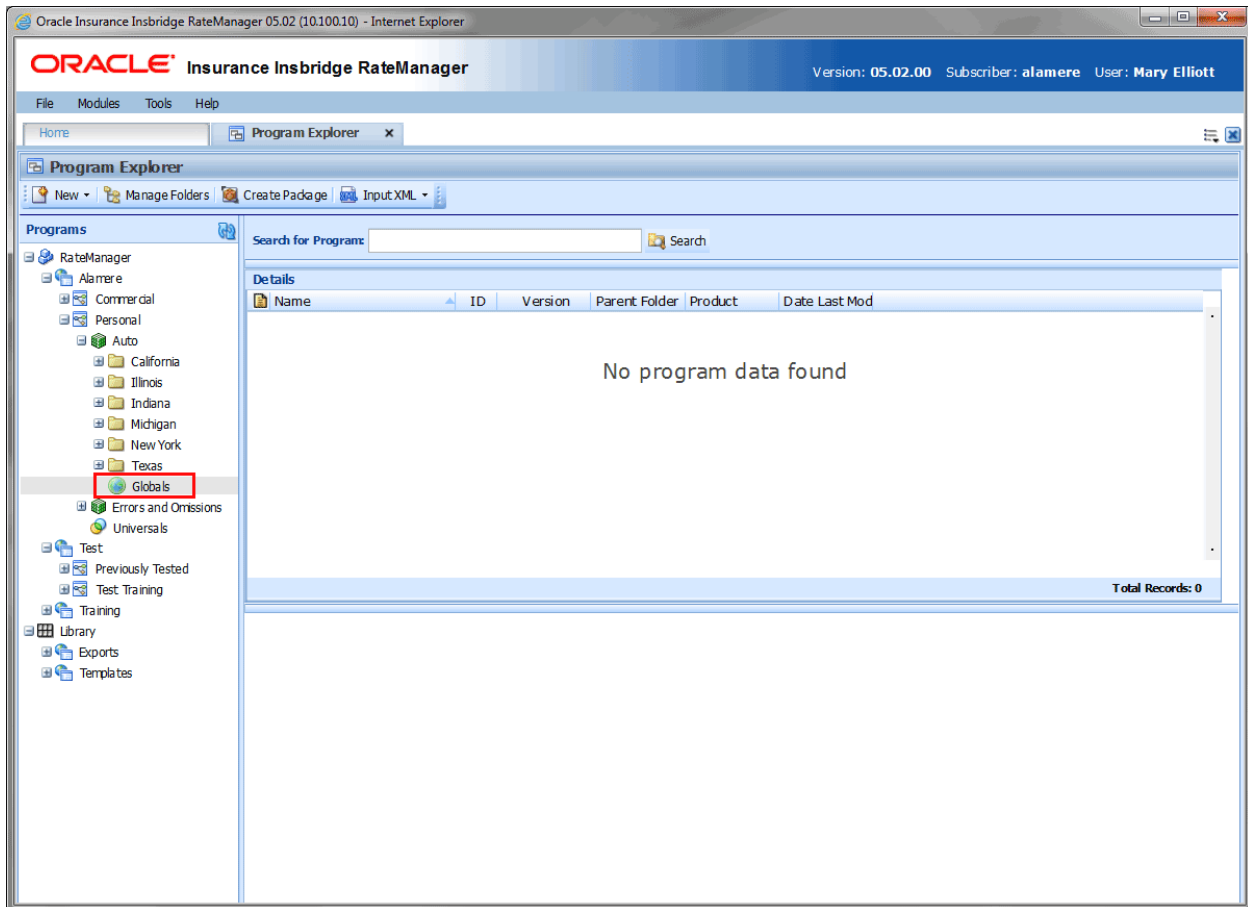 Oracle Insurance Insbridge RateManager 05.02 (10.100.10) - Internet Explorer
ORACLE Insurance Insbridge RateManager
Version: 05.02.00 Subscriber: alamere User: Mary Elliott
File Modules Tools Help
Home Program Explorer x
Program Explorer
New Manage Folders Create Package Input XML
Programs
Search for Program: Search
RateManager
Alamere
Commercial
Personal
Auto
California
Illinois
Indiana
Michigan
New York
Texas
Globals
Errors and Omissions
Universals
Test
Previously Tested
Test Training
Training
Library
Exports
Templates
Details
Name ID Version Parent Folder Product Date Last Mod
No program data found
Total Records: 0